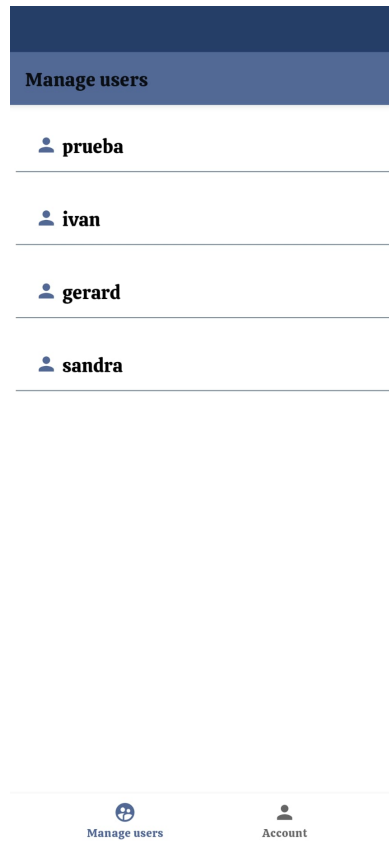 Manage users
prueba
ivan
gerard
sandra
Manage users
Account